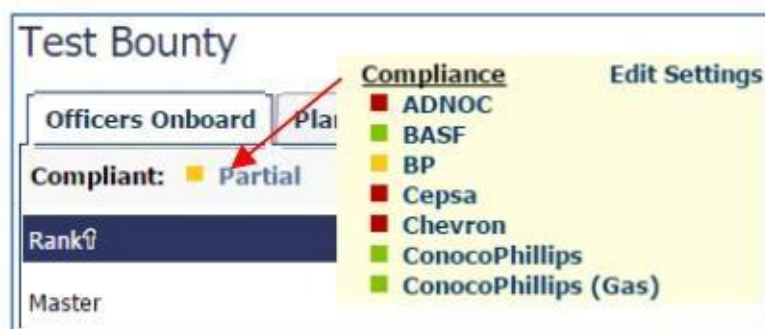 Test Bounty
Officers Onboard
Compliant: Partial
Rank⇧
Master
Compliance Edit Settings
ADNOC
BASF
BP
Cepsa
Chevron
ConocoPhillips
ConocoPhillips (Gas)